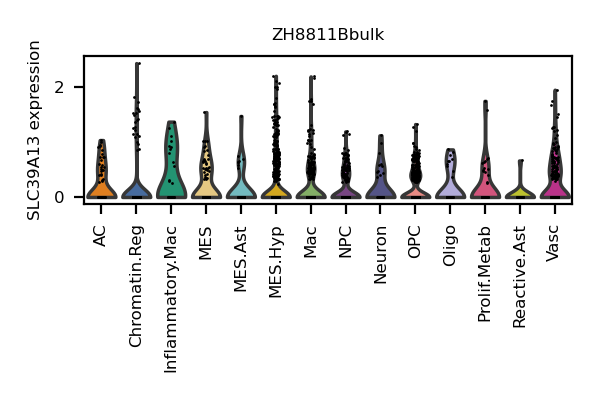 ZH8811Bbulk
SLC39A13 expression
2
0
AC
Chromatin.Reg
Inflammatory.Mac
MES
MES.Ast
MES.Hyp
Mac
NPC
Neuron
OPC
Oligo
Prolif.Metab
Reactive.Ast
Vasc